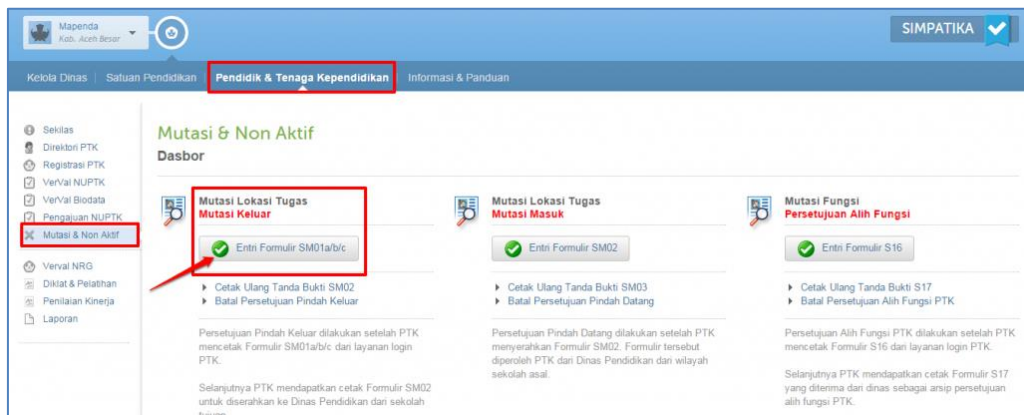 Mapenda
Kab. Aceh Besar
SIMPATIKA
Kelola Dinas
Satuan Pendidikan
Pendidik & Tenaga Kependidikan
Informasi & Panduan
Sekilas
Direktori PTK
Registrasi PTK
VerVal NUPTK
VerVal Biodata
Pengajuan NUPTK
Mutasi & Non Aktif
Verval NRG
Diklat & Pelatihan
Penilaian Kinerja
Laporan
Mutasi & Non Aktif
Dasbor
Mutasi Lokasi Tugas
Mutasi Keluar
Entri Formulir SM01a/b/c
Cetak Ulang Tanda Bukti SM02
Batal Persetujuan Pindah Keluar
Persetujuan Pindah Keluar dilakukan setelah PTK
mencetak Formulir SM01a/b/c dari layanan login
PTK.
Selanjutnya PTK mendapatkan cetak Formulir SM02
untuk diserahkan ke Dinas Pendidikan dari sekolah
tujuan
Mutasi Lokasi Tugas
Mutasi Masuk
Entri Formulir SM02
Cetak Ulang Tanda Bukti SM03
Batal Persetujuan Pindah Datang
Persetujuan Pindah Datang dilakukan setelah PTK
menyerahkan Formulir SM02. Formulir tersebut
diperoleh PTK dari Dinas Pendidikan dari wilayah
sekolah asal.
Mutasi Fungsi
Persetujuan Alih Fungsi
Entri Formulir S16
Cetak Ulang Tanda Bukti S17
Batal Persetujuan Alih Fungsi PTK
Persetujuan Alih Fungsi PTK dilakukan setelah PTK
mencetak Formulir S16 dari layanan login PTK.
Selanjutnya PTK mendapatkan cetak Formulir S17
yang diterima dari dinas sebagai arsip persetujuan
alih fungsi PTK.